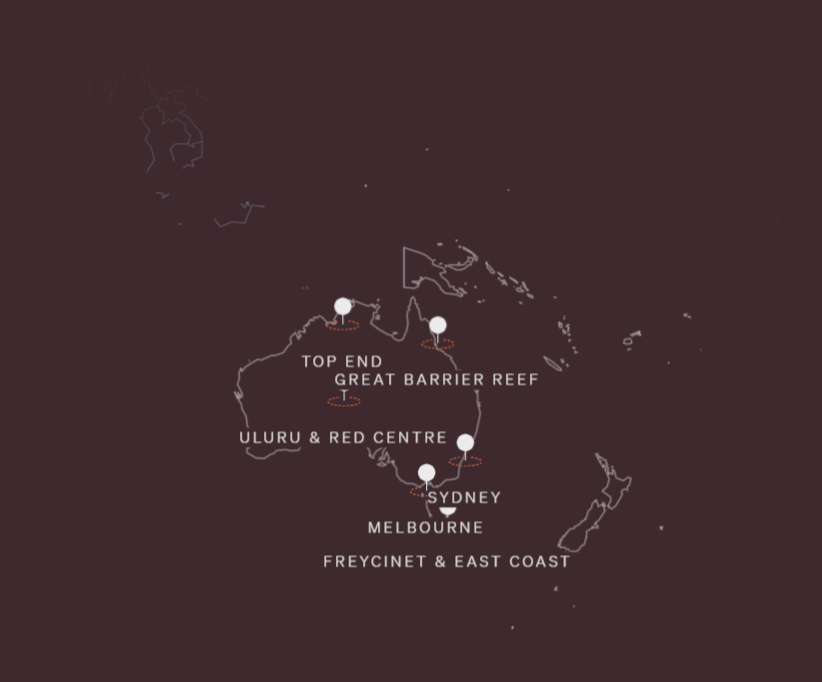 TOP END
GREAT BARRIER REEF
ULURU & RED CENTRE
SYDNEY
MELBOURNE
FREYCINET & EAST COAST